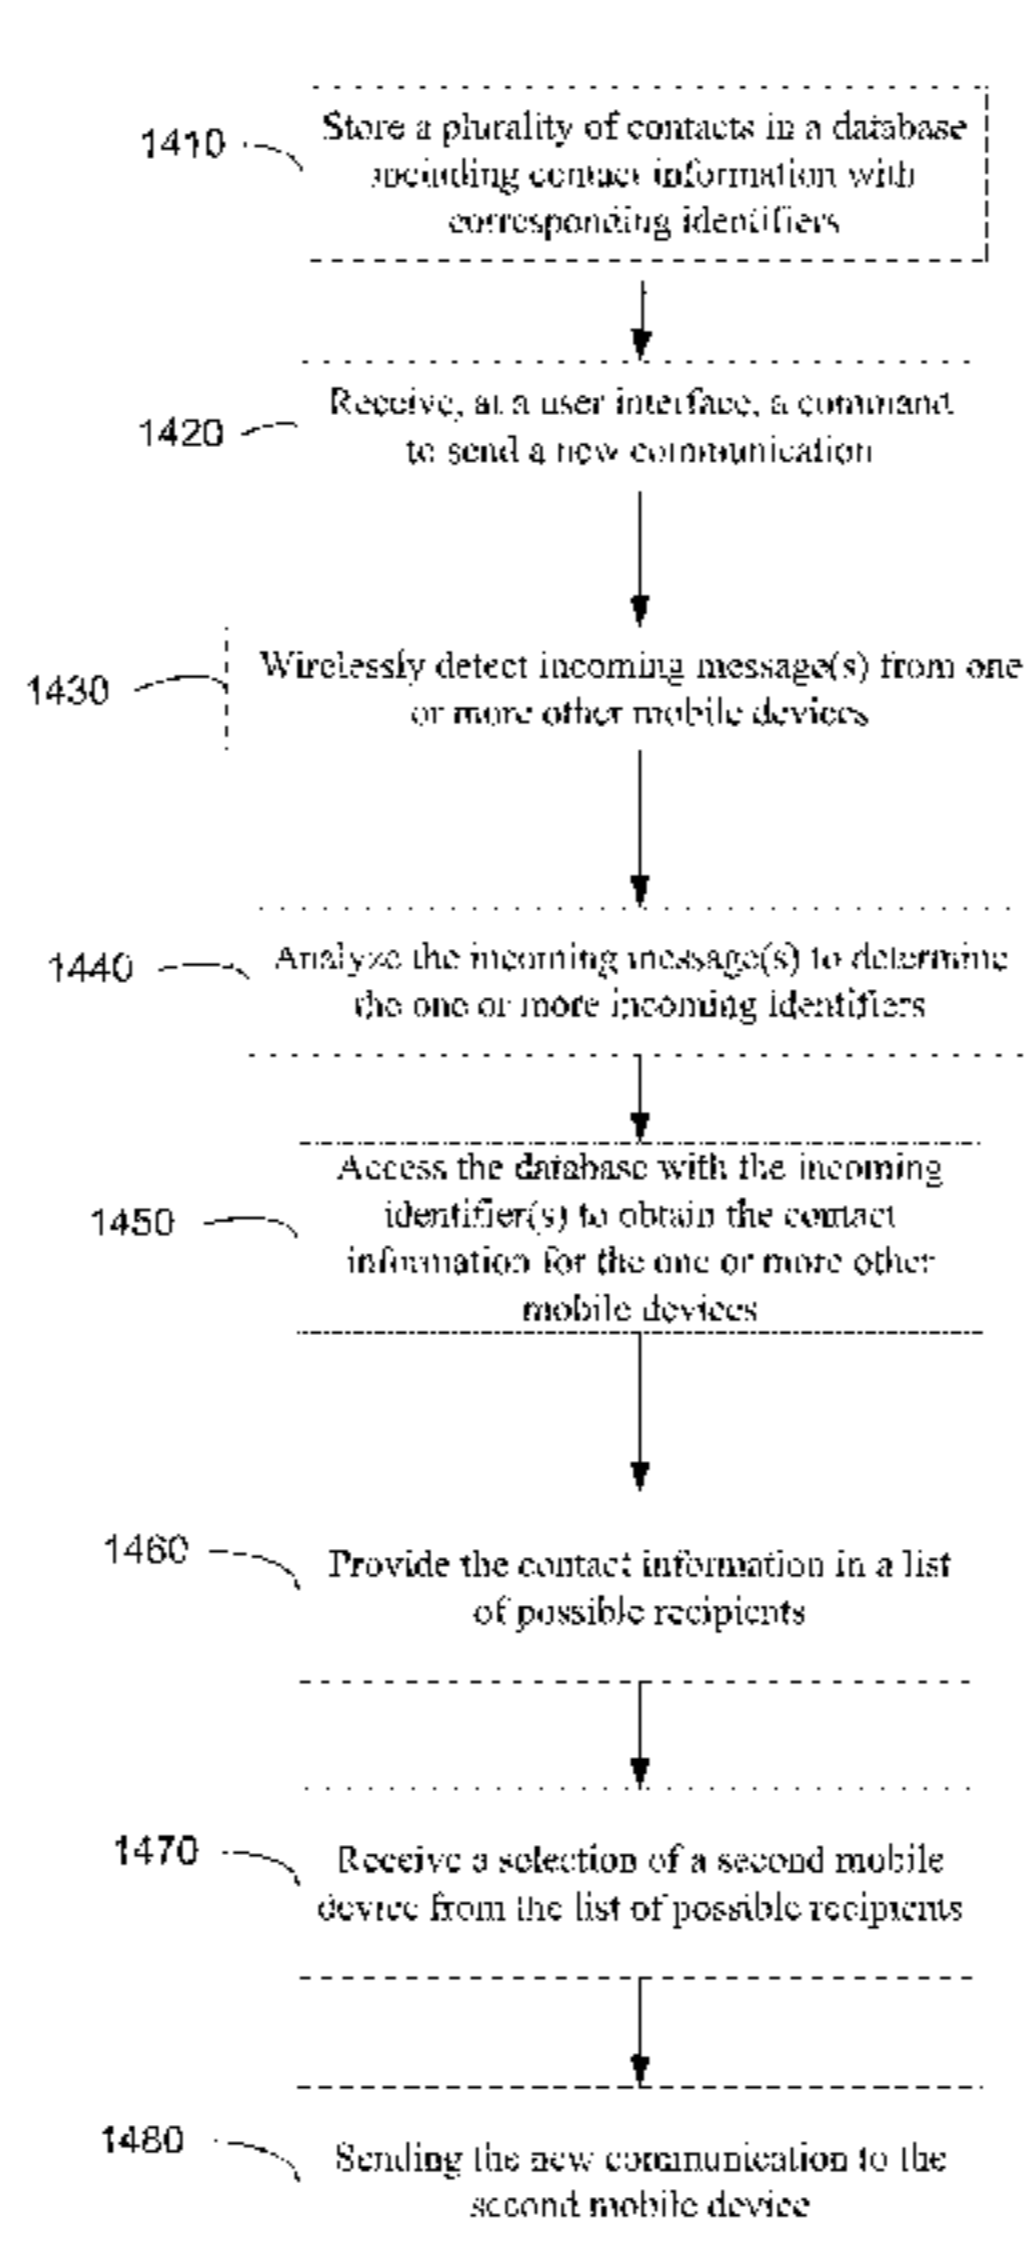 1410
Store a plurality of contacts in a database
including contact information with
corresponding identifiers
1420
Receive, at a user interface, a command
to send a new communication
1430
Wirelessly detect incoming message(s) from one
or more other mobile devices
1440
Analyze the incoming message(s) to determine
the one or more incoming identifiers
1450
Access the database with the incoming
identifier(s) to obtain the contact
information for the one or more other
mobile devices
1460
Provide the contact information in a list
of possible recipients
1470
Receive a selection of a second mobile
device from the list of possible recipients
1480
Sending the new communication to the
second mobile device